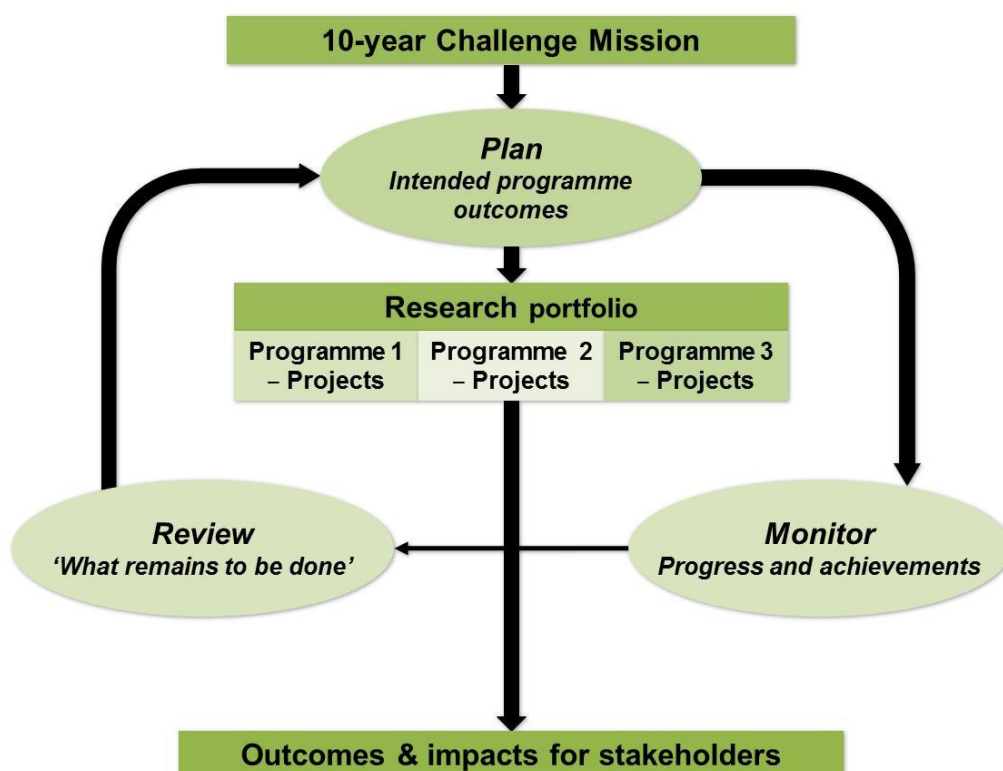 10-year Challenge Mission
Plan
Intended programme
outcomes
Research portfolio
Programme 1
– Projects
Programme 2
– Projects
Programme 3
– Projects
Review
‘What remains to be done’
Monitor
Progress and achievements
Outcomes & impacts for stakeholders